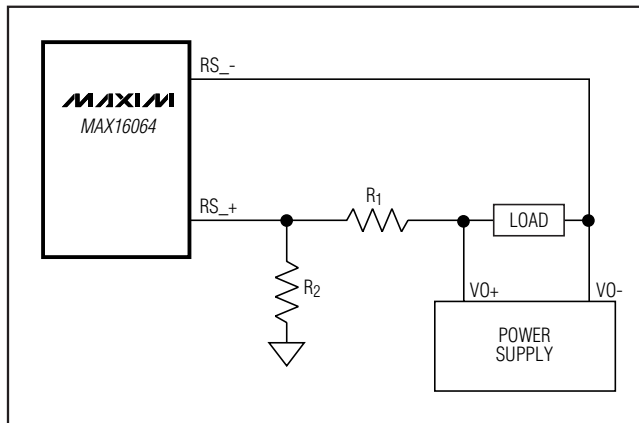 RS_-
MAXIM
MAX16064
RS_+
R1
LOAD
R2
VO+
VO-
POWER
SUPPLY